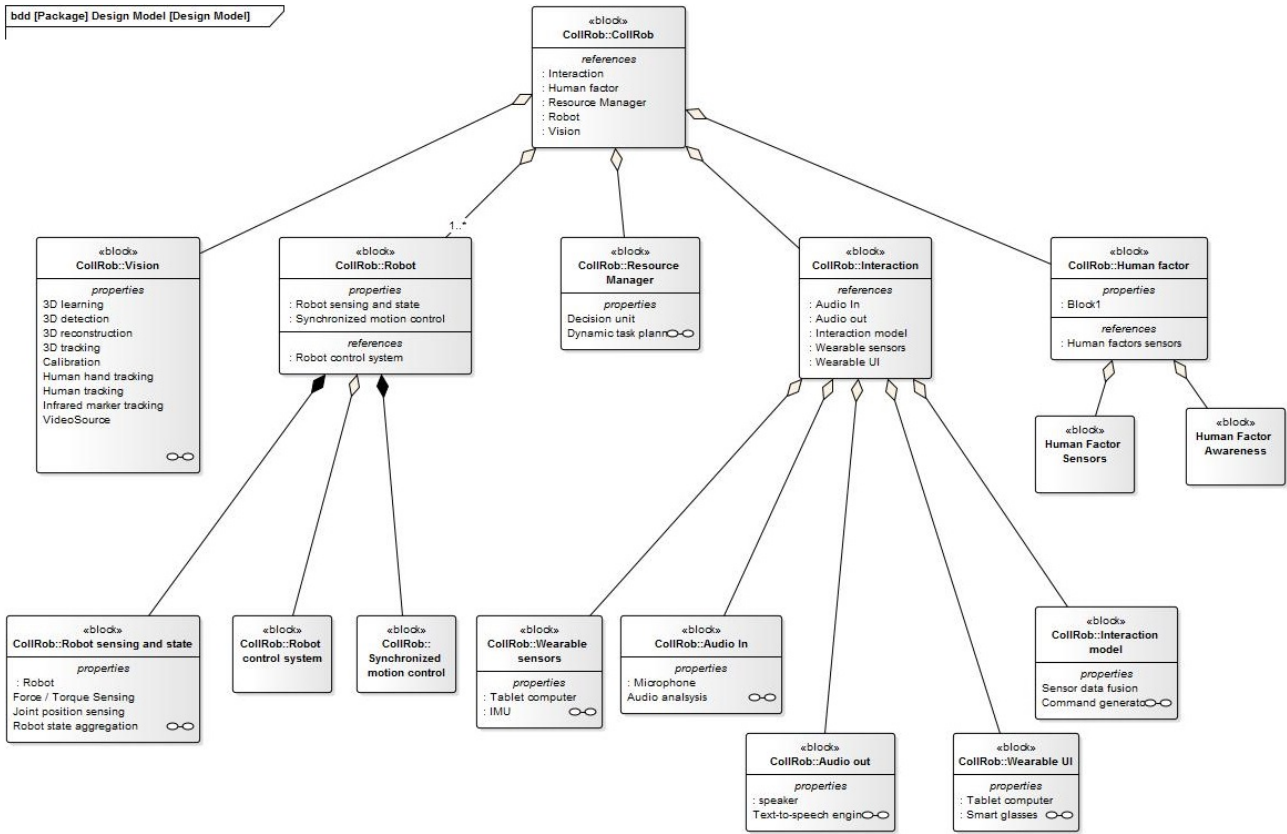 bdd [Package] Design Model [Design Model]
«block»
CollRob::CollRob
references
: Interaction
: Human factor
: Resource Manager
: Robot
: Vision
1..*
«block»
CollRob::Vision
properties
3D learning
3D detection
3D reconstruction
3D tracking
Calibration
Human hand tracking
Human tracking
Infrared marker tracking
VideoSource
«block»
CollRob::Robot
properties
: Robot sensing and state
: Synchronized motion control
references
: Robot control system
«block»
CollRob::Resource
Manager
properties
Decision unit
Dynamic task plann
«block»
CollRob::Interaction
references
: Audio In
: Audio out
: Interaction model
: Wearable sensors
: Wearable UI
«block»
CollRob::Human factor
properties
: Block1
references
: Human factors sensors
«block»
Human Factor
Sensors
«block»
Human Factor
Awareness
«block»
CollRob::Robot sensing and state
properties
: Robot
Force / Torque Sensing
Joint position sensing
Robot state aggregation
«block»
CollRob::Robot
control system
«block»
CollRob::
Synchronized
motion control
«block»
CollRob::Wearable
sensors
properties
: Tablet computer
: IMU
«block»
CollRob::Audio In
properties
: Microphone
Audio analsysis
«block»
CollRob::Interaction
model
properties
Sensor data fusion
Command generato
«block»
CollRob::Audio out
properties
: speaker
Text-to-speech engin
«block»
CollRob::Wearable UI
properties
: Tablet computer
: Smart glasses